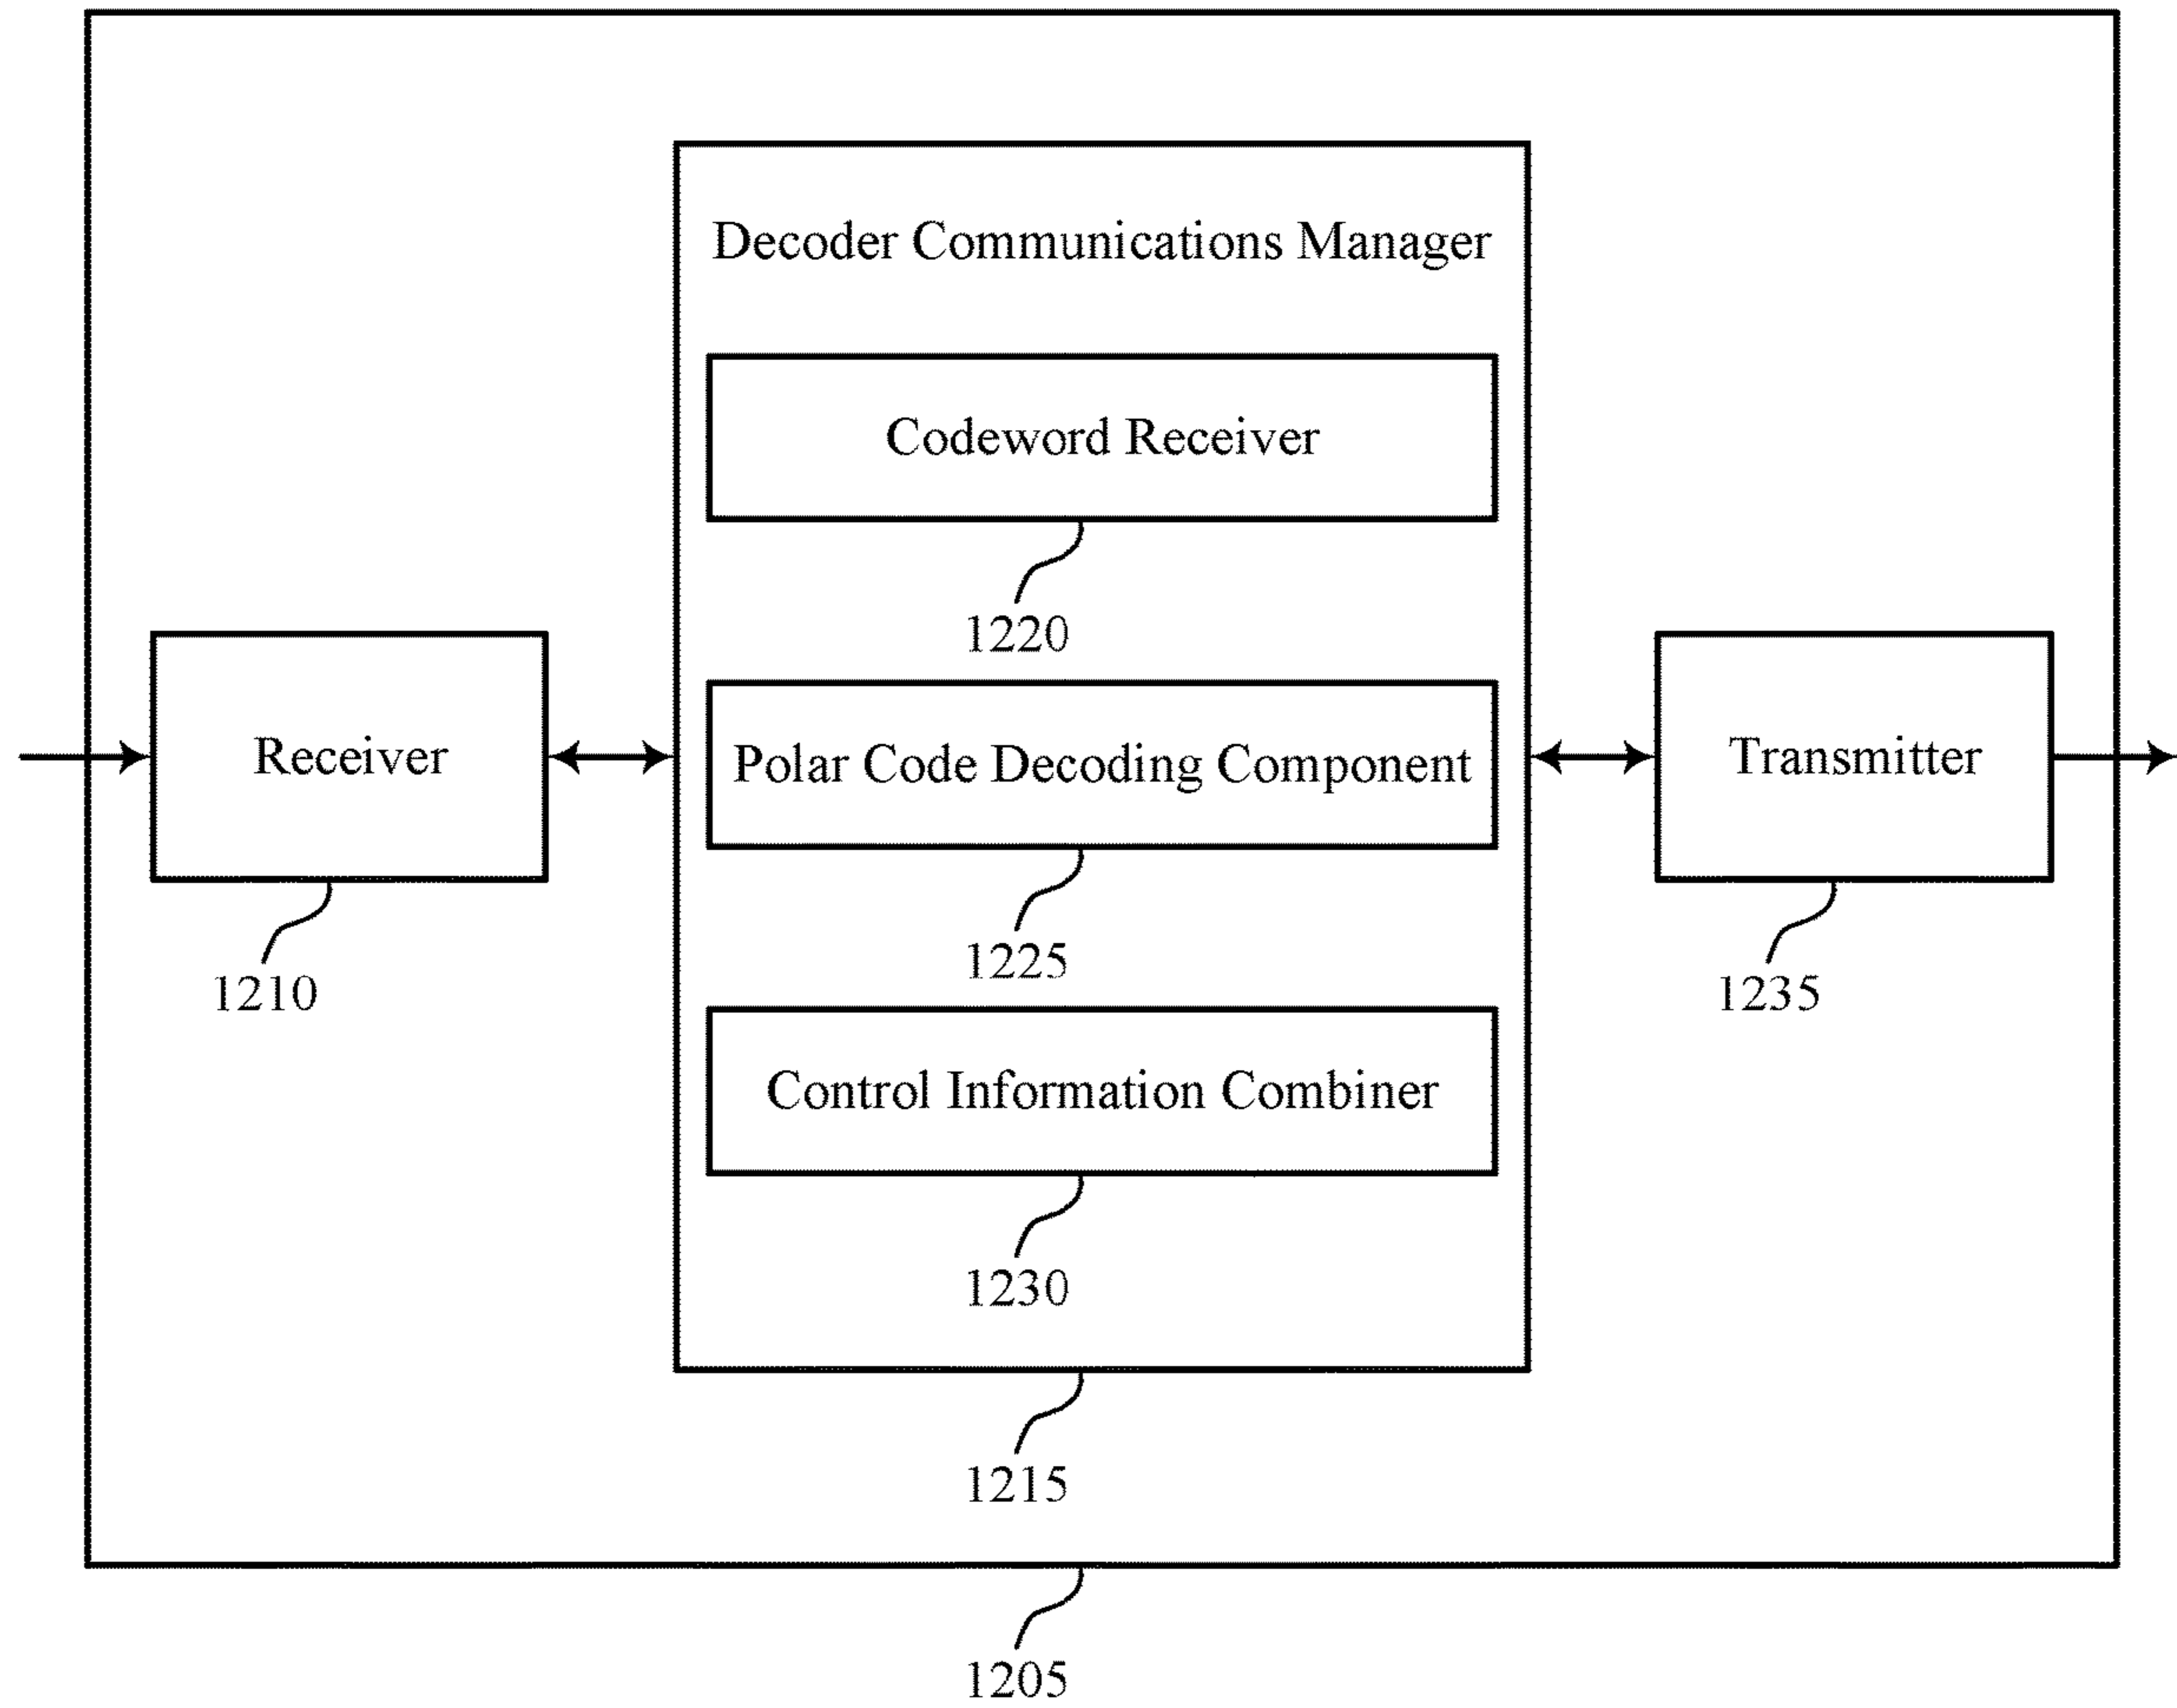 Decoder Communications Manager
Codeword Receiver
1220
Receiver
1210
Polar Code Decoding Component
1225
Transmitter
1235
Control Information Combiner
1230
1215
1205